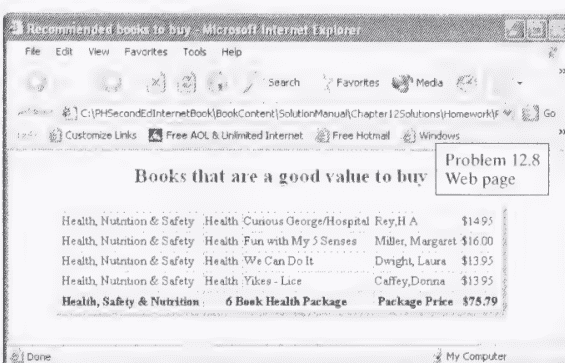 Recommended books to buy - Microsoft Internet Explorer
File Edit View Favorites Tools Help
Search Favorites Media
C:\PHSecondEdInternetBook\BookContent\SolutionManual\Chapter12Solutions\Homework\F Go
Customize Links Free AOL & Unlimited Internet Free Hotmail Windows
Problem 12.8
Web page
Books that are a good value to buy
Health, Nutrition & Safety Health Curious George/Hospital Rey,H A $14.95
Health, Nutrition & Safety Health Fun with My 5 Senses Miller, Margaret $16.00
Health, Nutrition & Safety Health We Can Do It Dwight, Laura $13.95
Health, Nutrition & Safety Health Yikes - Lice Caffey,Donna $13.95
Health, Safety & Nutrition 6 Book Health Package Package Price $75.79
Done My Computer